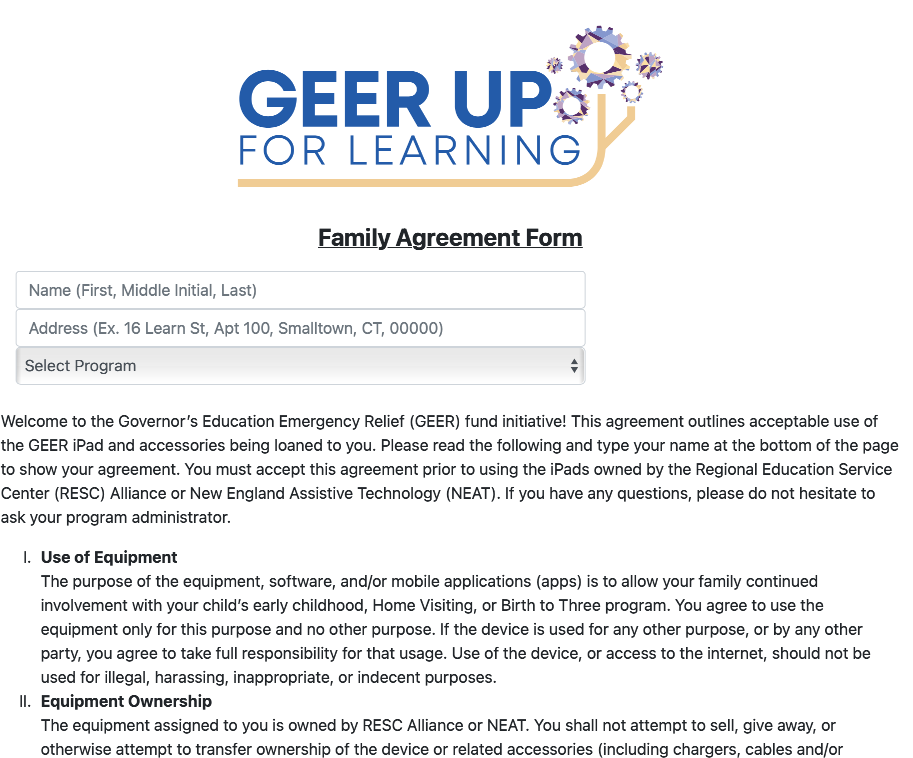 GEER UP
FOR LEARNING
Family Agreement Form
Name (First, Middle Initial, Last)
Address (Ex. 16 Learn St, Apt 100, Smalltown, CT, 00000)
Select Program
Welcome to the Governor’s Education Emergency Relief (GEER) fund initiative! This agreement outlines acceptable use of
the GEER iPad and accessories being loaned to you. Please read the following and type your name at the bottom of the page
to show your agreement. You must accept this agreement prior to using the iPads owned by the Regional Education Service
Center (RESC) Alliance or New England Assistive Technology (NEAT). If you have any questions, please do not hesitate to
ask your program administrator.
I. Use of Equipment
The purpose of the equipment, software, and/or mobile applications (apps) is to allow your family continued
involvement with your child’s early childhood, Home Visiting, or Birth to Three program. You agree to use the
equipment only for this purpose and no other purpose. If the device is used for any other purpose, or by any other
party, you agree to take full responsibility for that usage. Use of the device, or access to the internet, should not be
used for illegal, harassing, inappropriate, or indecent purposes.
II. Equipment Ownership
The equipment assigned to you is owned by RESC Alliance or NEAT. You shall not attempt to sell, give away, or
otherwise attempt to transfer ownership of the device or related accessories (including chargers, cables and/or